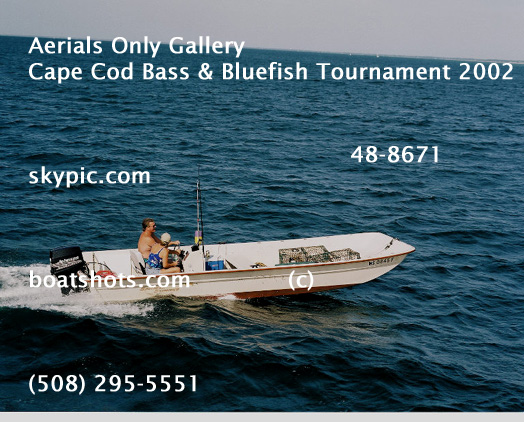 Aerials Only Gallery
Cape Cod Bass & Bluefish Tournament 2002
48-8671
skypic.com
boatshots.com (c)
(508) 295-5551